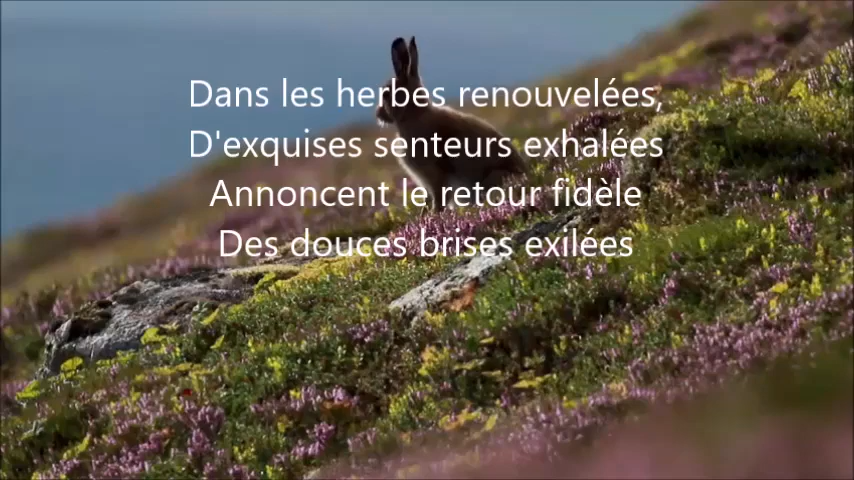 Dans les herbes renouvelées,
D'exquises senteurs exhalées
Annoncent le retour fidèle
Des douces brises exilées